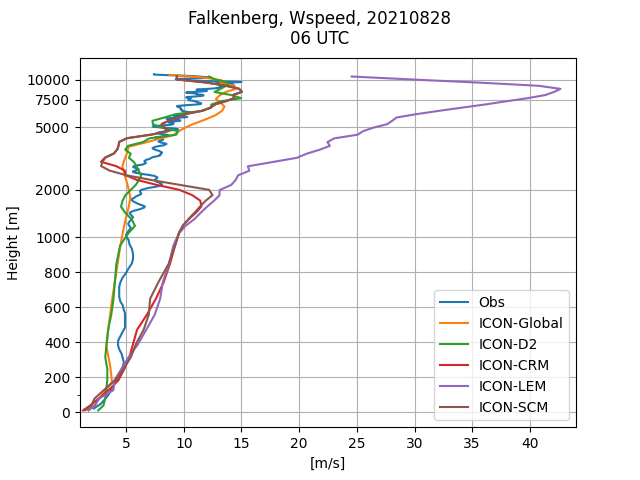 Falkenberg, Wspeed, 20210828
06 UTC
Height [m]
10000
7500
5000
2000
1000
800
600
400
200
0
5
10
15
20
25
30
35
40
[m/s]
Obs
ICON-Global
ICON-D2
ICON-CRM
ICON-LEM
ICON-SCM